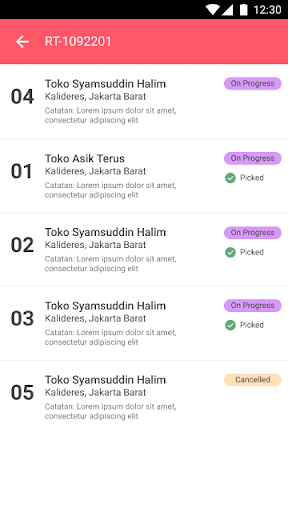 12:30
RT-1092201
04
Toko Syamsuddin Halim
On Progress
Kalideres, Jakarta Barat
Catatan: Lorem ipsum dolor sit amet,
consectetur adipiscing elit
01
Toko Asik Terus
On Progress
Kalideres, Jakarta Barat
Picked
Catatan: Lorem ipsum dolor sit amet,
consectetur adipiscing elit
02
Toko Syamsuddin Halim
On Progress
Kalideres, Jakarta Barat
Picked
Catatan: Lorem ipsum dolor sit amet,
consectetur adipiscing elit
03
Toko Syamsuddin Halim
On Progress
Kalideres, Jakarta Barat
Picked
Catatan: Lorem ipsum dolor sit amet,
consectetur adipiscing elit
05
Toko Syamsuddin Halim
Cancelled
Kalideres, Jakarta Barat
Catatan: Lorem ipsum dolor sit amet,
consectetur adipiscing elit